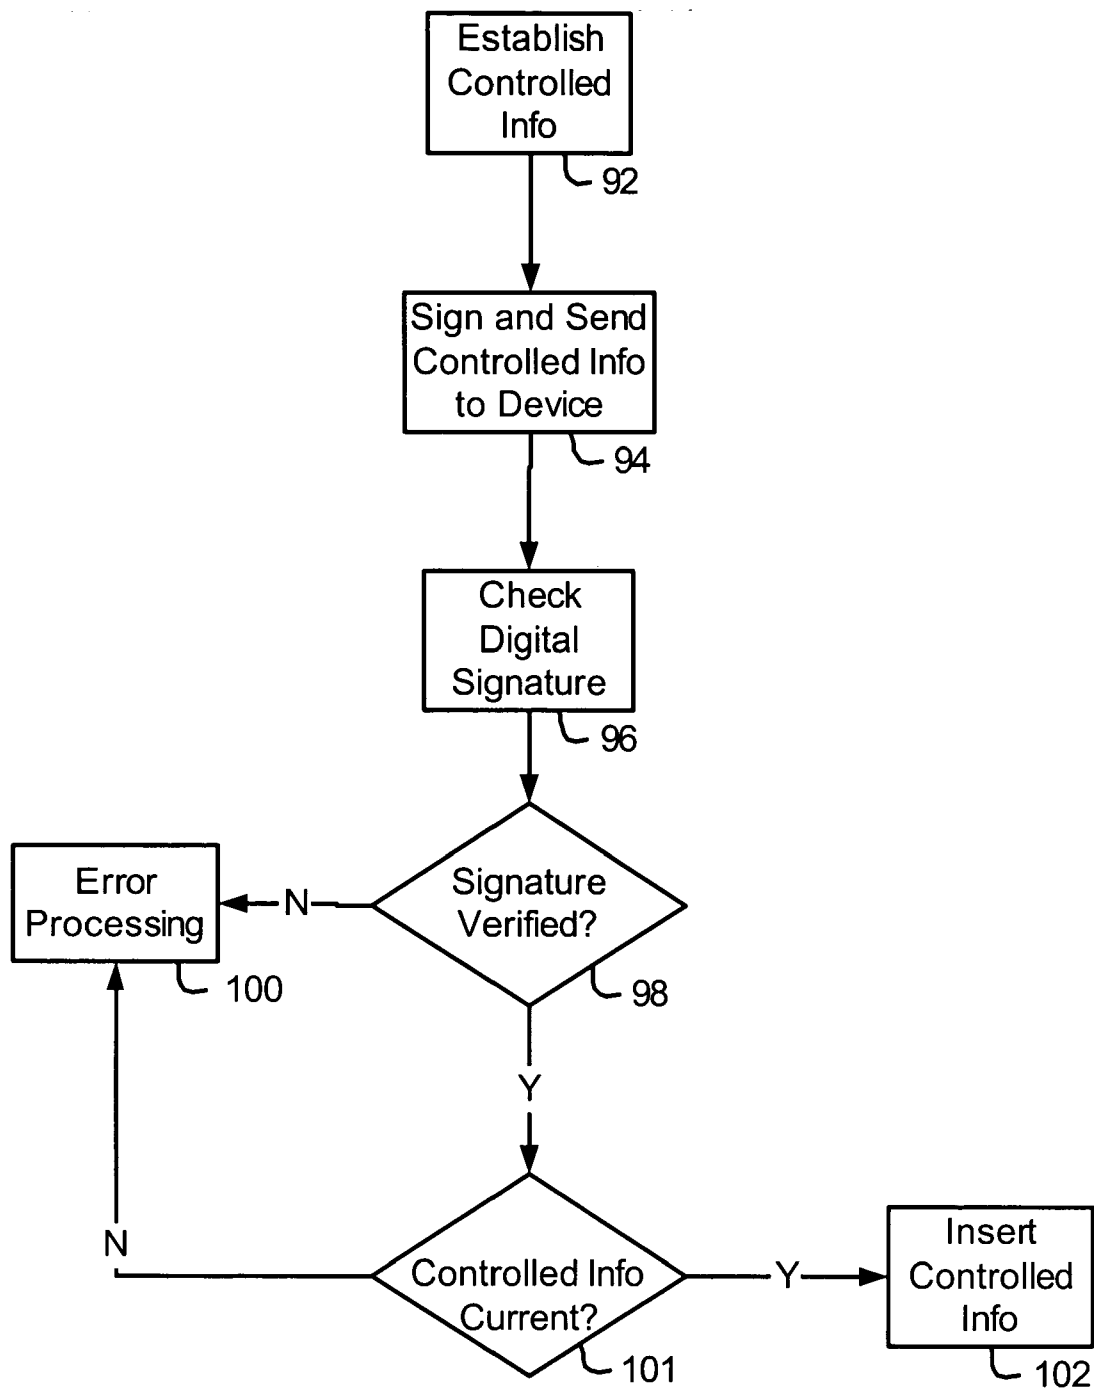 Establish
Controlled
Info
92
Sign and Send
Controlled Info
to Device
94
Check
Digital
Signature
96
Signature
Verified?
98
N
Error
Processing
100
Y
Controlled Info
Current?
101
N
Y
Insert
Controlled
Info
102